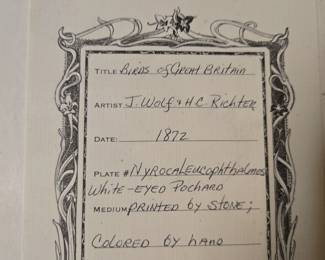 TITLE BIRDS of GREAT BRITAIN
ARTIST J. WOLF & H.C. RICHTER
DATE: 1872
PLATE # NYROCA LEUCOPHTHALMOS
WHITE-EYED POCHARD
MEDIUM PRINTED BY STONE;
COLORED BY HAND